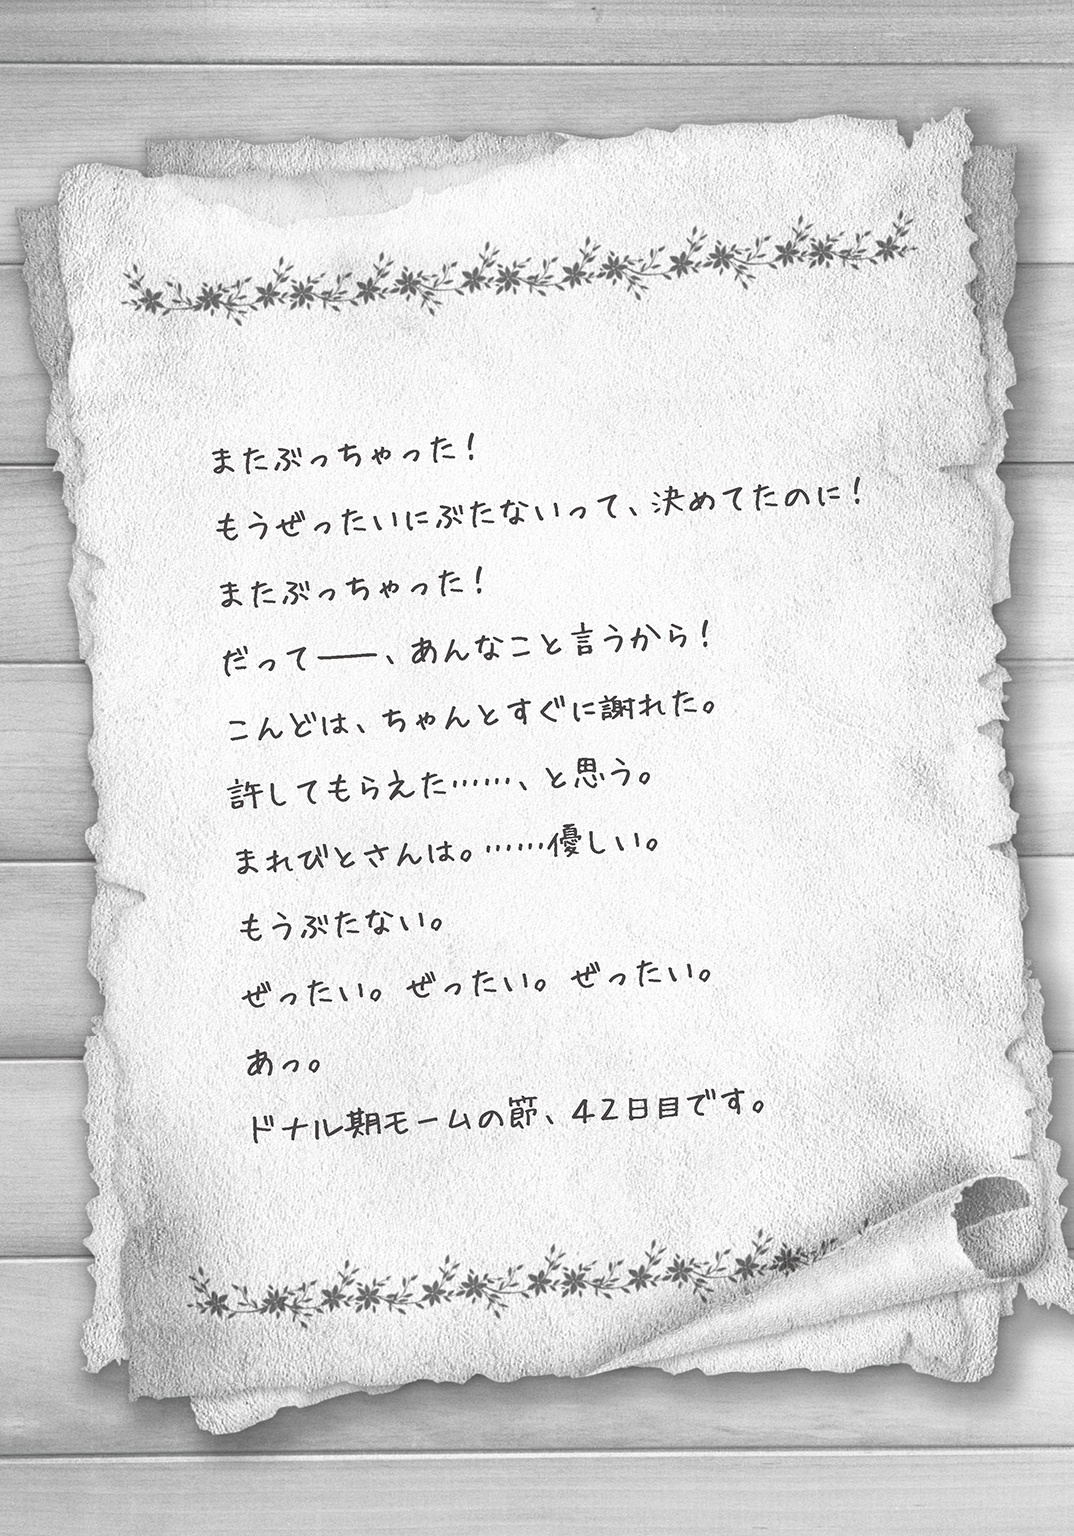 またぶっちゃった！
もうぜったいにぶたないって、決めてたのに！
またぶっちゃった！
だって――、あんなこと言うから！
こんどは、ちゃんとすぐに謝れた。
許してもらえた……、と思う。
まれびとさんは。……優しい。
もうぶたない。
ぜったい。ぜったい。ぜったい。
あっ。
ドナル期モームの節、42日目です。